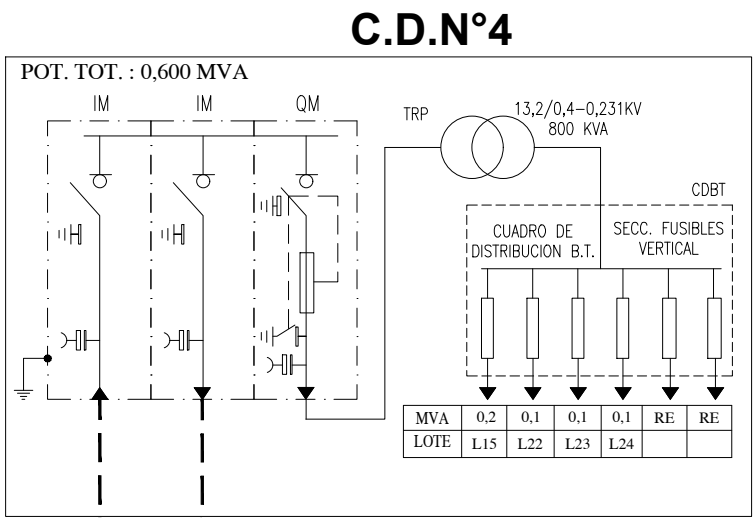 C.D.N°4
POT. TOT. : 0,600 MVA
IM
IM
QM
TRP
13,2/0,4-0,231KV
800 KVA
CDBT
CUADRO DE
DISTRIBUCION B.T.
SECC. FUSIBLES
VERTICAL
MVA 0,2 0,1 0,1 0,1 RE RE
LOTE L15 L22 L23 L24